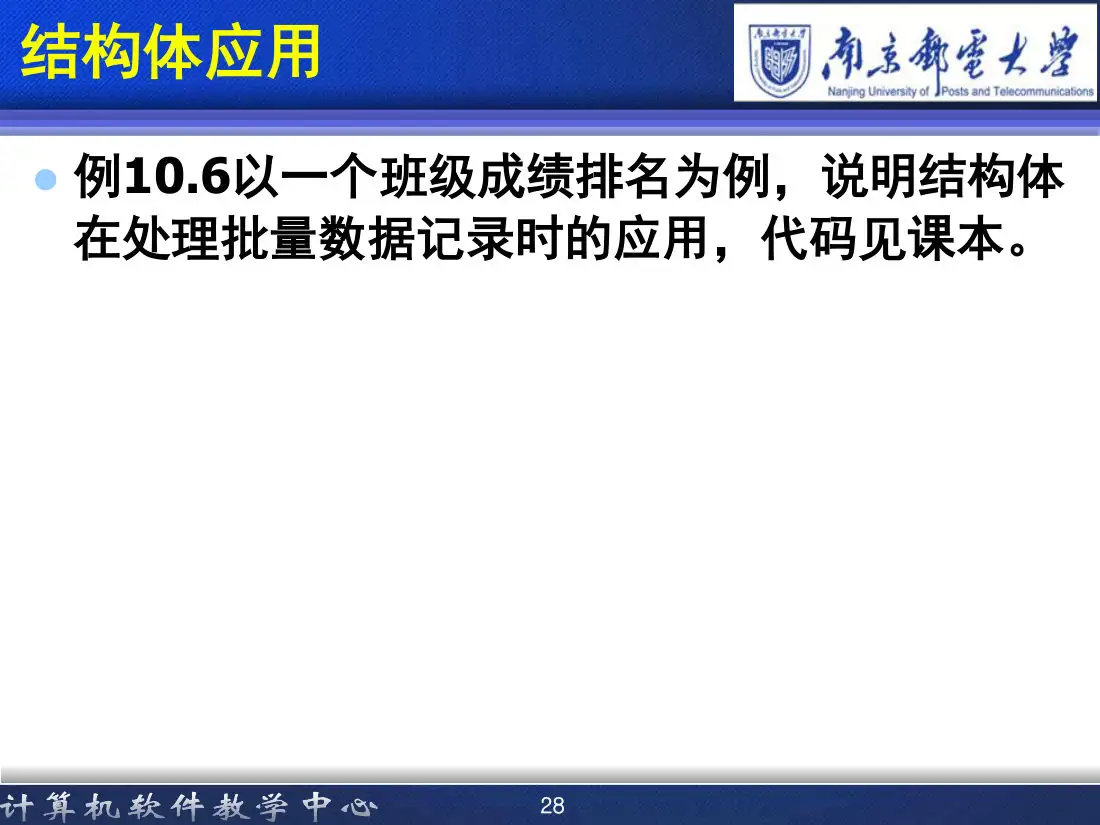 结构体应用
南京邮电大学
Nanjing University of Posts and Telecommunications
例10.6以一个班级成绩排名为例，说明结构体
在处理批量数据记录时的应用，代码见课本。
计算机软件教学中心
28